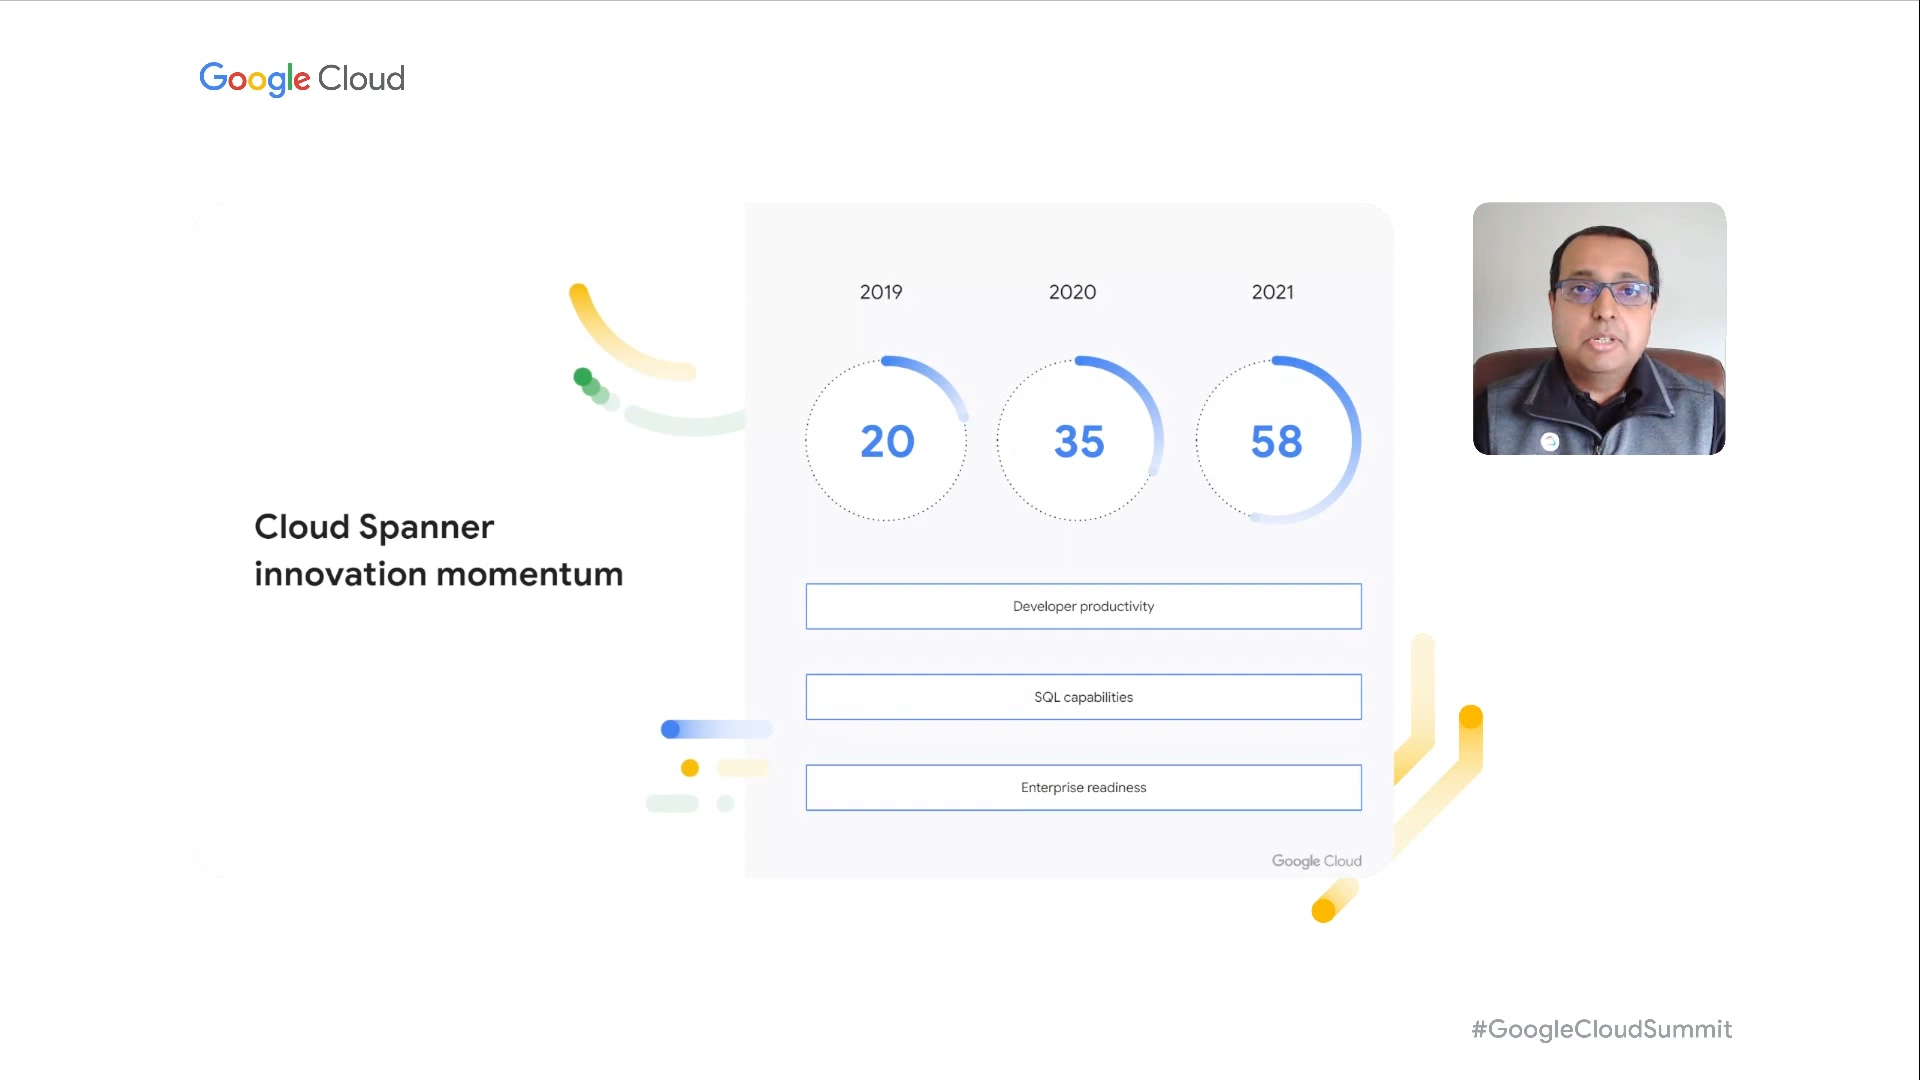 Google Cloud
2019 2020 2021
20 35 58
Cloud Spanner
innovation momentum
Developer productivity
SQL capabilities
Enterprise readiness
Google Cloud
#GoogleCloudSummit